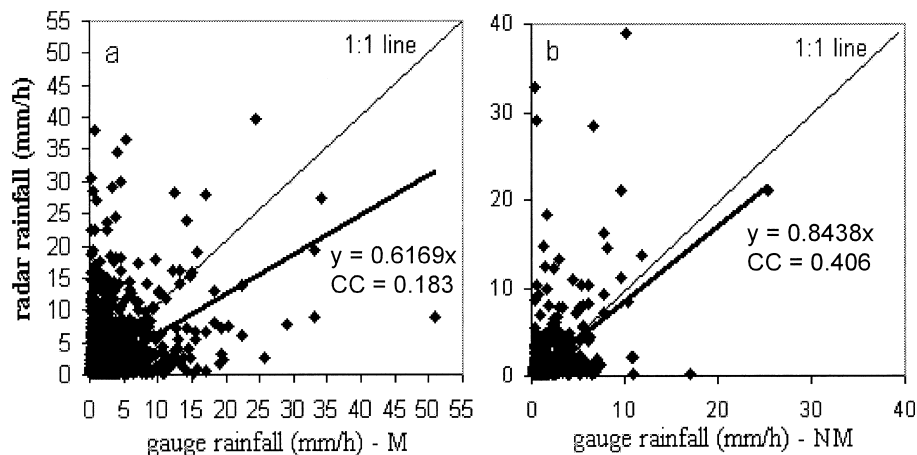 a
1:1 line
y = 0.6169x
CC = 0.183
radar rainfall (mm/h)
55
50
45
40
35
30
25
20
15
10
5
0
0 5 10 15 20 25 30 35 40 45 50 55
gauge rainfall (mm/h) - M
b
1:1 line
y = 0.8438x
CC = 0.406
40
30
20
10
0
0 10 20 30 40
gauge rainfall (mm/h) - NM